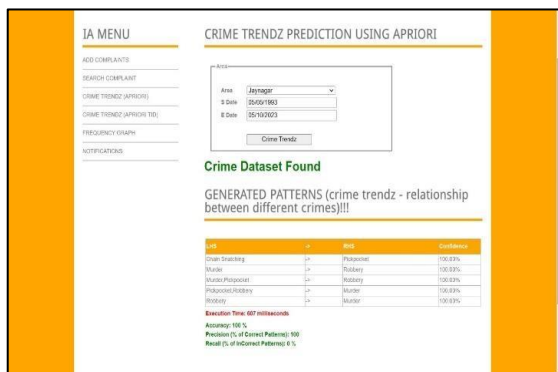 IA MENU
ADD COMPLAINTS
SEARCH COMPLAINT
CRIME TRENDZ (APRIORI)
CRIME TRENDZ (APRIORI TID)
FREQUENCY GRAPH
NOTIFICATIONS
CRIME TRENDZ PREDICTION USING APRIORI
Area
Area Jaynagar
S Date 05/06/1993
E Date 05/10/2023
Crime Trendz
Crime Dataset Found
GENERATED PATTERNS (crime trendz - relationship
between different crimes)!!!
LHS -> RHS Confidence
Chain Snatching -> Pickpocket 100.00%
Murder -> Robbery 100.00%
Murder,Pickpocket -> Robbery 100.00%
Pickpocket,Robbery -> Murder 100.00%
Robbery -> Murder 100.00%
Execution Time: 607 milliseconds
Accuracy: 100 %
Precision (% of Correct Patterns): 100
Recall (% of InCorrect Patterns): 0 %